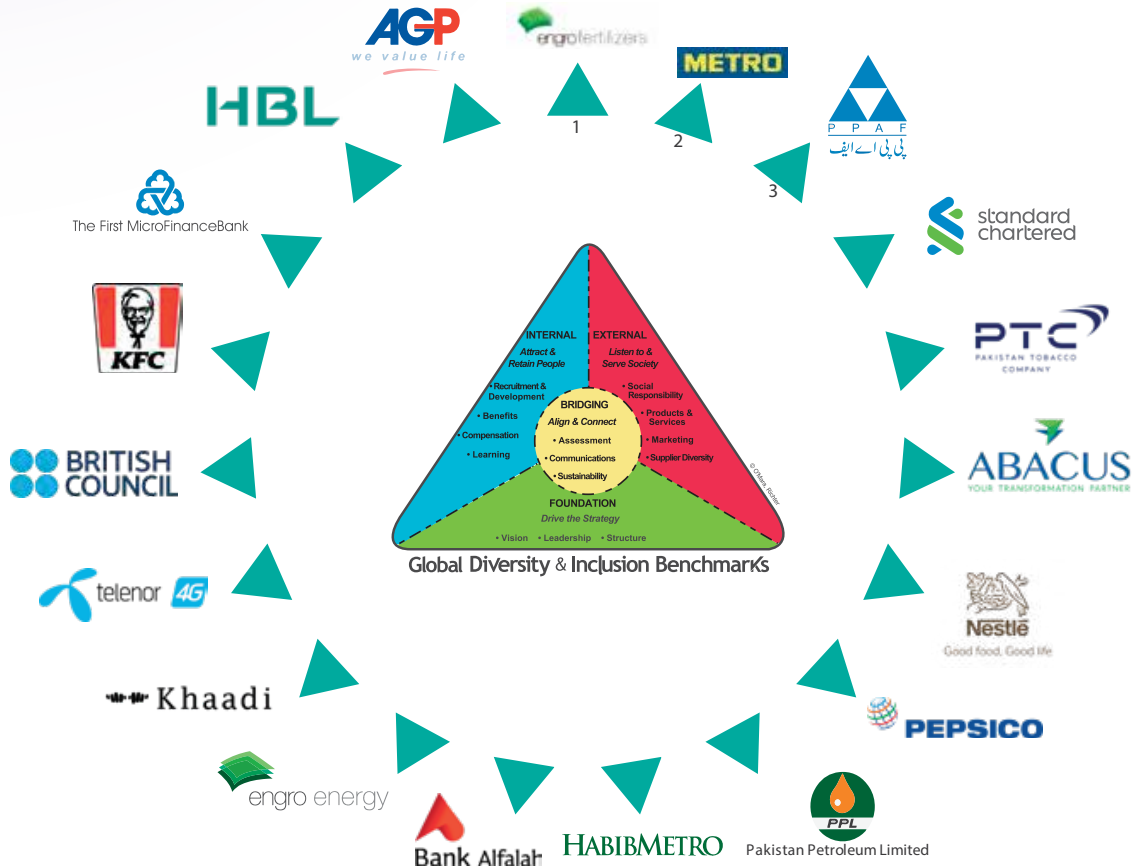 AGP
we value life
engrofertilizers
METRO
P P A F
پی پی اے ایف
HBL
The First MicroFinanceBank
KFC
BRITISH
COUNCIL
telenor 4G
Khaadi
engro energy
Bank Alfalah
HABIBMETRO
PPL
Pakistan Petroleum Limited
PEPSICO
Nestle
Good food, Good life
ABACUS
YOUR TRANSFORMATION PARTNER
PTC
PAKISTAN TOBACCO
COMPANY
standard
chartered
1
2
3
INTERNAL
Attract &
Retain People
• Recruitment &
Development
• Benefits
• Compensation
• Learning
EXTERNAL
Listen to &
Serve Society
• Social
Responsibility
• Products &
Services
• Marketing
• Supplier Diversity
BRIDGING
Align & Connect
• Assessment
• Communications
• Sustainability
FOUNDATION
Drive the Strategy
• Vision • Leadership • Structure
© O'Mara, Richter
Global Diversity & Inclusion Benchmarks